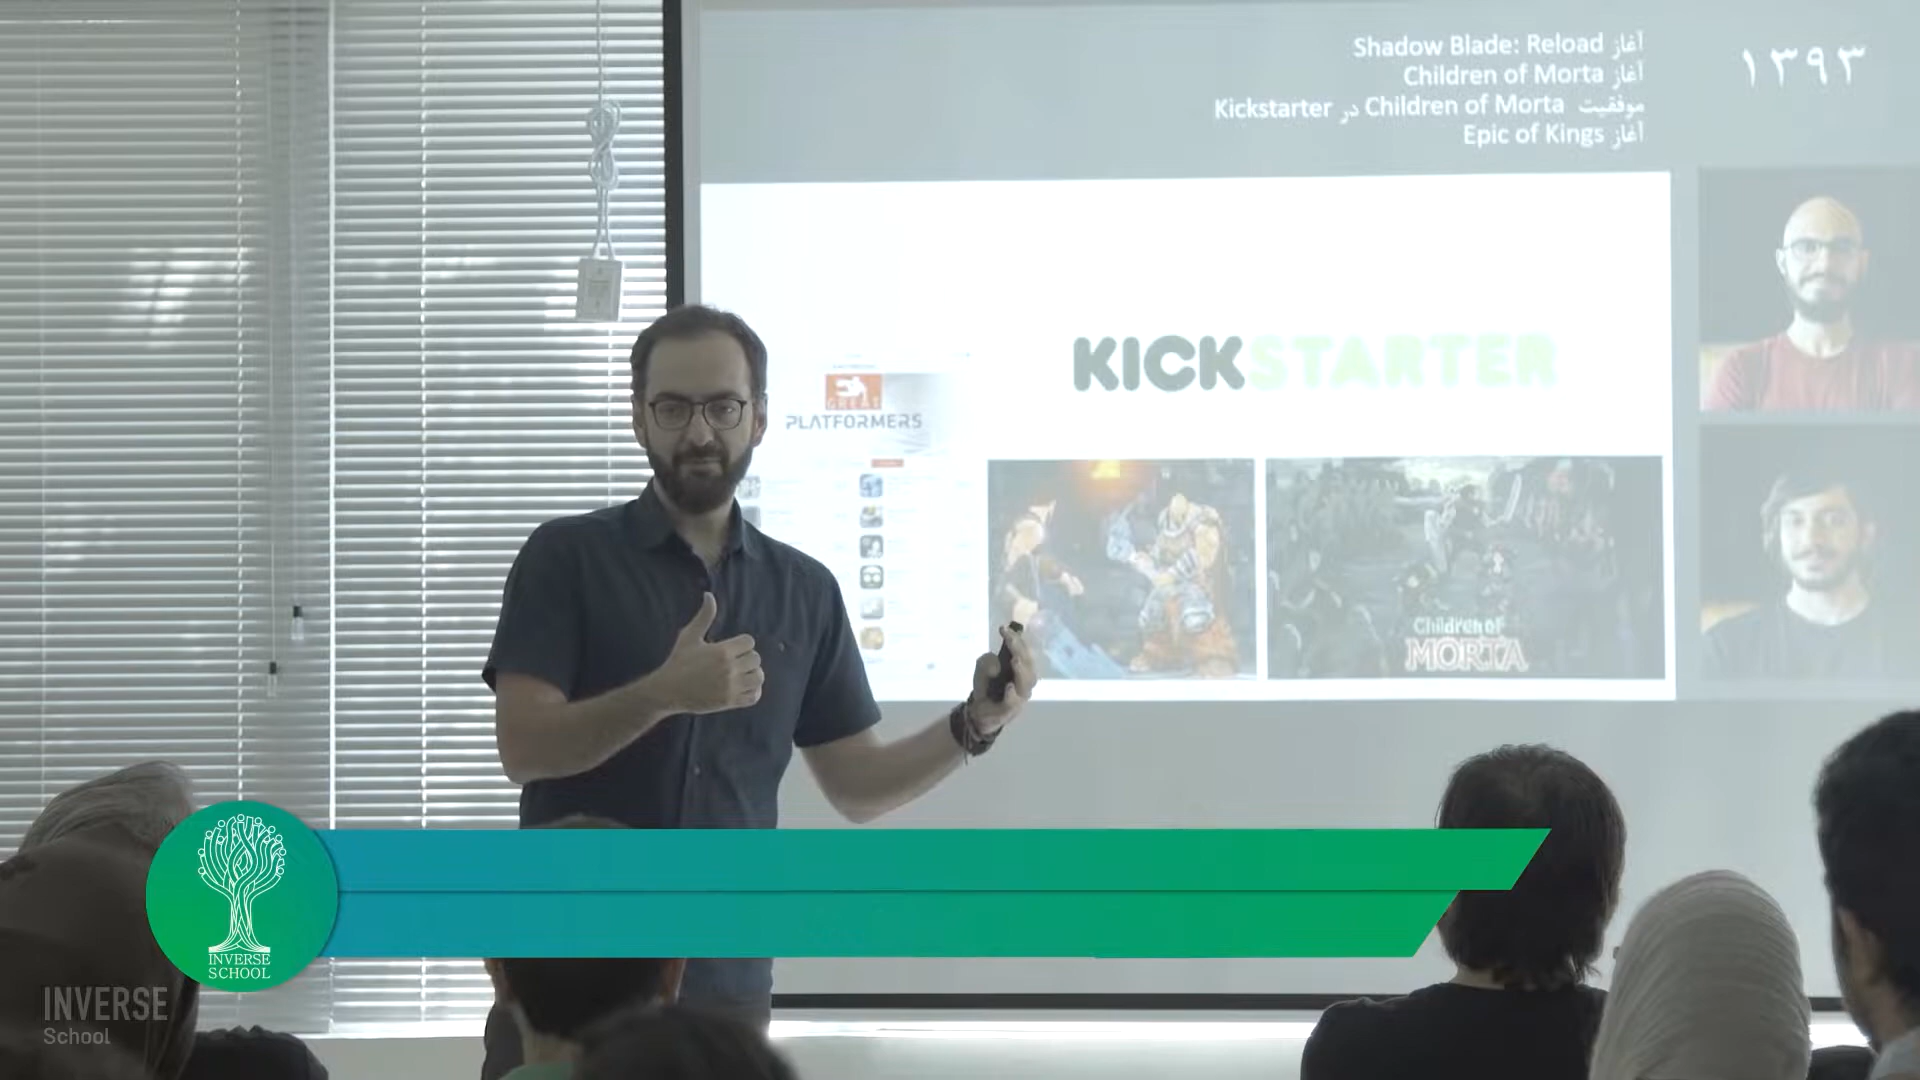 آغاز Shadow Blade: Reload
آغاز Children of Morta
موفقیت Children of Morta در Kickstarter
آغاز Epic of Kings
۱۳۹۳
KICKSTARTER
GREAT
PLATFORMERS
Children of
MORTA
INVERSE
SCHOOL
INVERSE
School